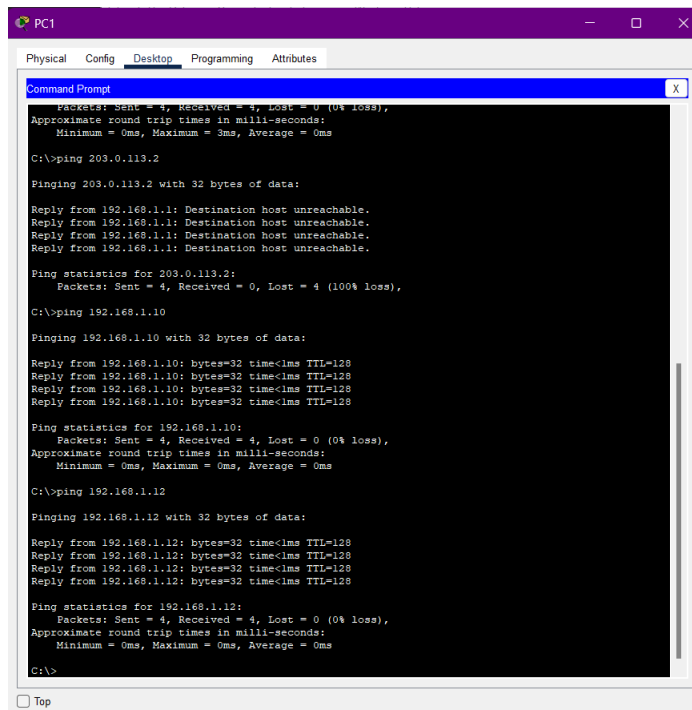 PC1
Physical Config Desktop Programming Attributes
Command Prompt
X
Packets: Sent = 4, Received = 4, Lost = 0 (0% loss),
Approximate round trip times in milli-seconds:
Minimum = 0ms, Maximum = 3ms, Average = 0ms
C:\>ping 203.0.113.2
Pinging 203.0.113.2 with 32 bytes of data:
Reply from 192.168.1.1: Destination host unreachable.
Reply from 192.168.1.1: Destination host unreachable.
Reply from 192.168.1.1: Destination host unreachable.
Reply from 192.168.1.1: Destination host unreachable.
Ping statistics for 203.0.113.2:
Packets: Sent = 4, Received = 0, Lost = 4 (100% loss),
C:\>ping 192.168.1.10
Pinging 192.168.1.10 with 32 bytes of data:
Reply from 192.168.1.10: bytes=32 time<1ms TTL=128
Reply from 192.168.1.10: bytes=32 time<1ms TTL=128
Reply from 192.168.1.10: bytes=32 time<1ms TTL=128
Reply from 192.168.1.10: bytes=32 time<1ms TTL=128
Ping statistics for 192.168.1.10:
Packets: Sent = 4, Received = 4, Lost = 0 (0% loss),
Approximate round trip times in milli-seconds:
Minimum = 0ms, Maximum = 0ms, Average = 0ms
C:\>ping 192.168.1.12
Pinging 192.168.1.12 with 32 bytes of data:
Reply from 192.168.1.12: bytes=32 time<1ms TTL=128
Reply from 192.168.1.12: bytes=32 time<1ms TTL=128
Reply from 192.168.1.12: bytes=32 time<1ms TTL=128
Reply from 192.168.1.12: bytes=32 time<1ms TTL=128
Ping statistics for 192.168.1.12:
Packets: Sent = 4, Received = 4, Lost = 0 (0% loss),
Approximate round trip times in milli-seconds:
Minimum = 0ms, Maximum = 0ms, Average = 0ms
C:\>
Top